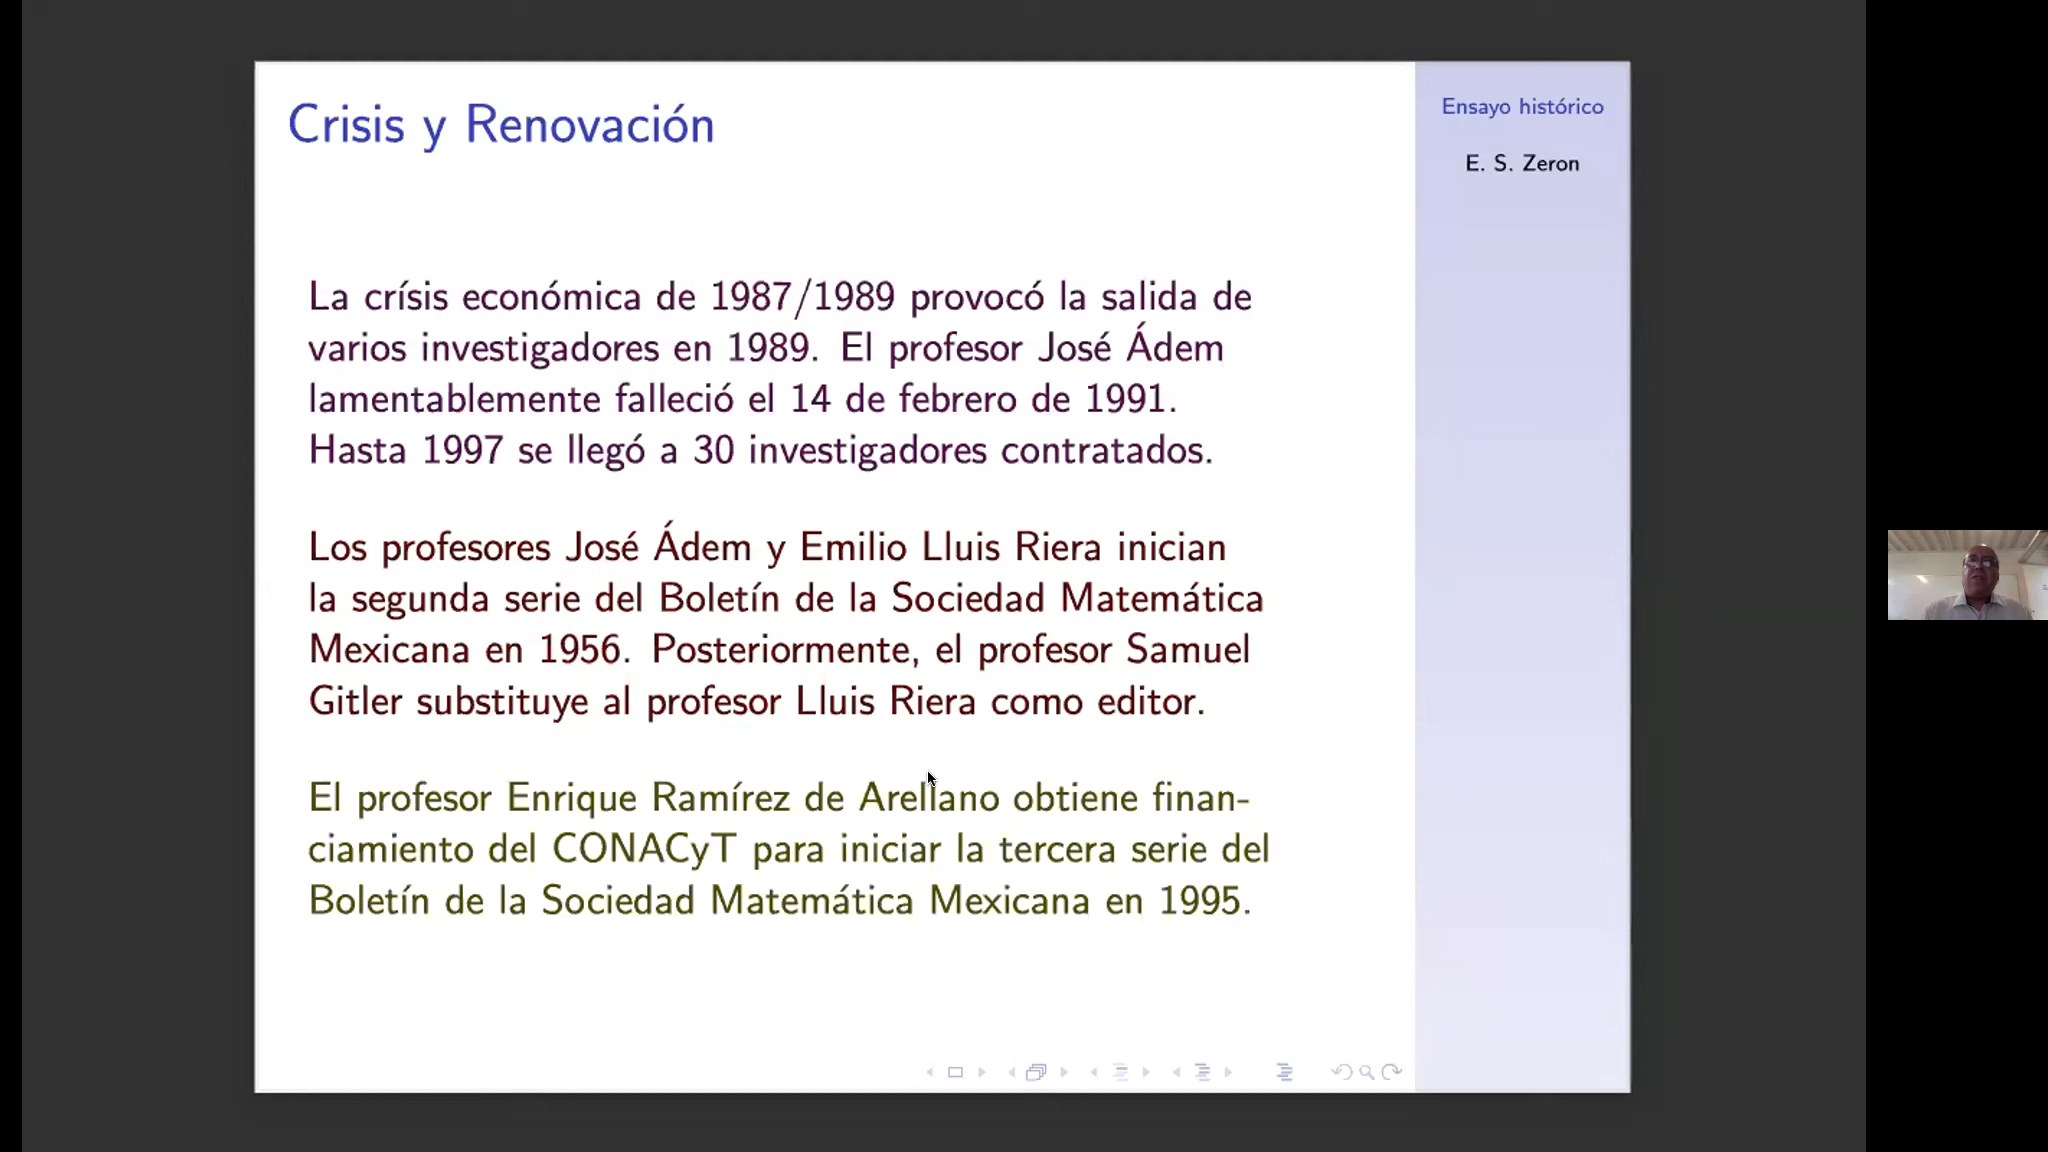 Crisis y Renovación
La crísis económica de 1987/1989 provocó la salida de
varios investigadores en 1989. El profesor José Ádem
lamentablemente falleció el 14 de febrero de 1991.
Hasta 1997 se llegó a 30 investigadores contratados.
Los profesores José Ádem y Emilio Lluis Riera inician
la segunda serie del Boletín de la Sociedad Matemática
Mexicana en 1956. Posteriormente, el profesor Samuel
Gitler substituye al profesor Lluis Riera como editor.
El profesor Enrique Ramírez de Arellano obtiene finan-
ciamiento del CONACyT para iniciar la tercera serie del
Boletín de la Sociedad Matemática Mexicana en 1995.
Ensayo histórico
E. S. Zeron